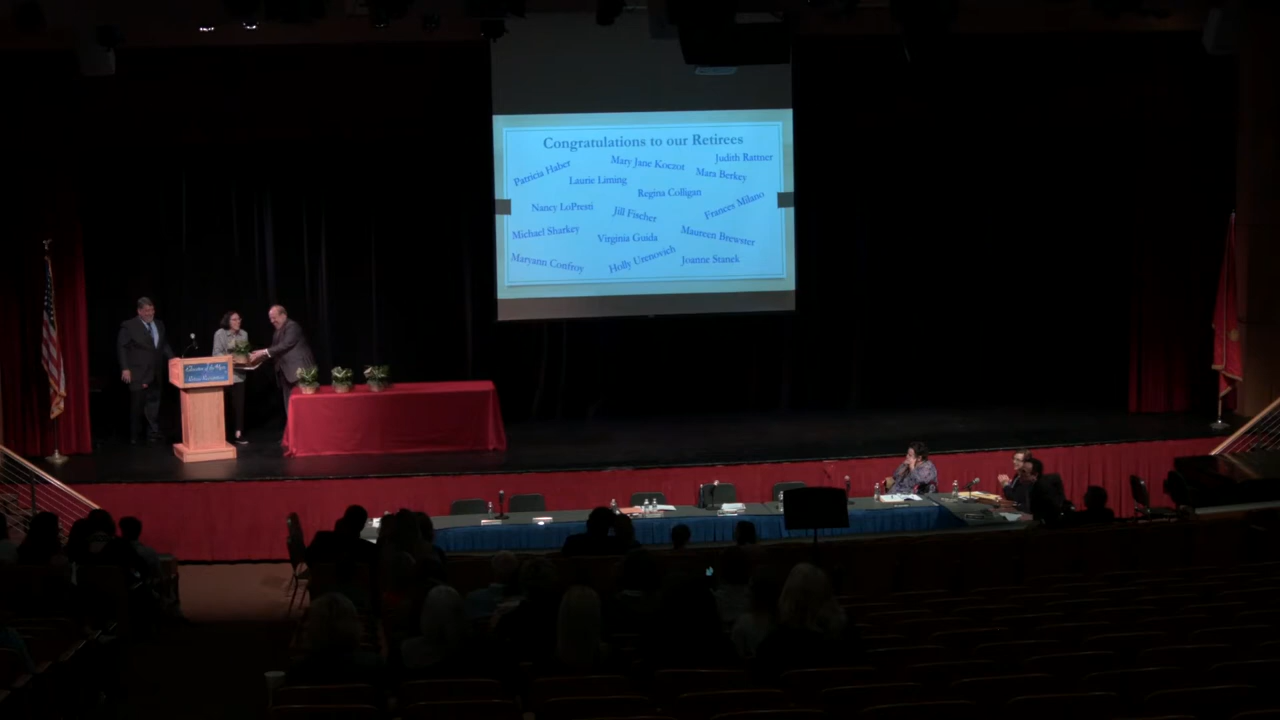 Congratulations to our Retirees
Patricia Haber
Mary Jane Koczot
Judith Rattner
Laurie Liming
Mara Berkey
Regina Colligan
Nancy LoPresti
Jill Fischer
Frances Milano
Michael Sharkey
Virginia Guida
Maureen Brewster
Maryann Confroy
Holly Urenovich
Joanne Stanek